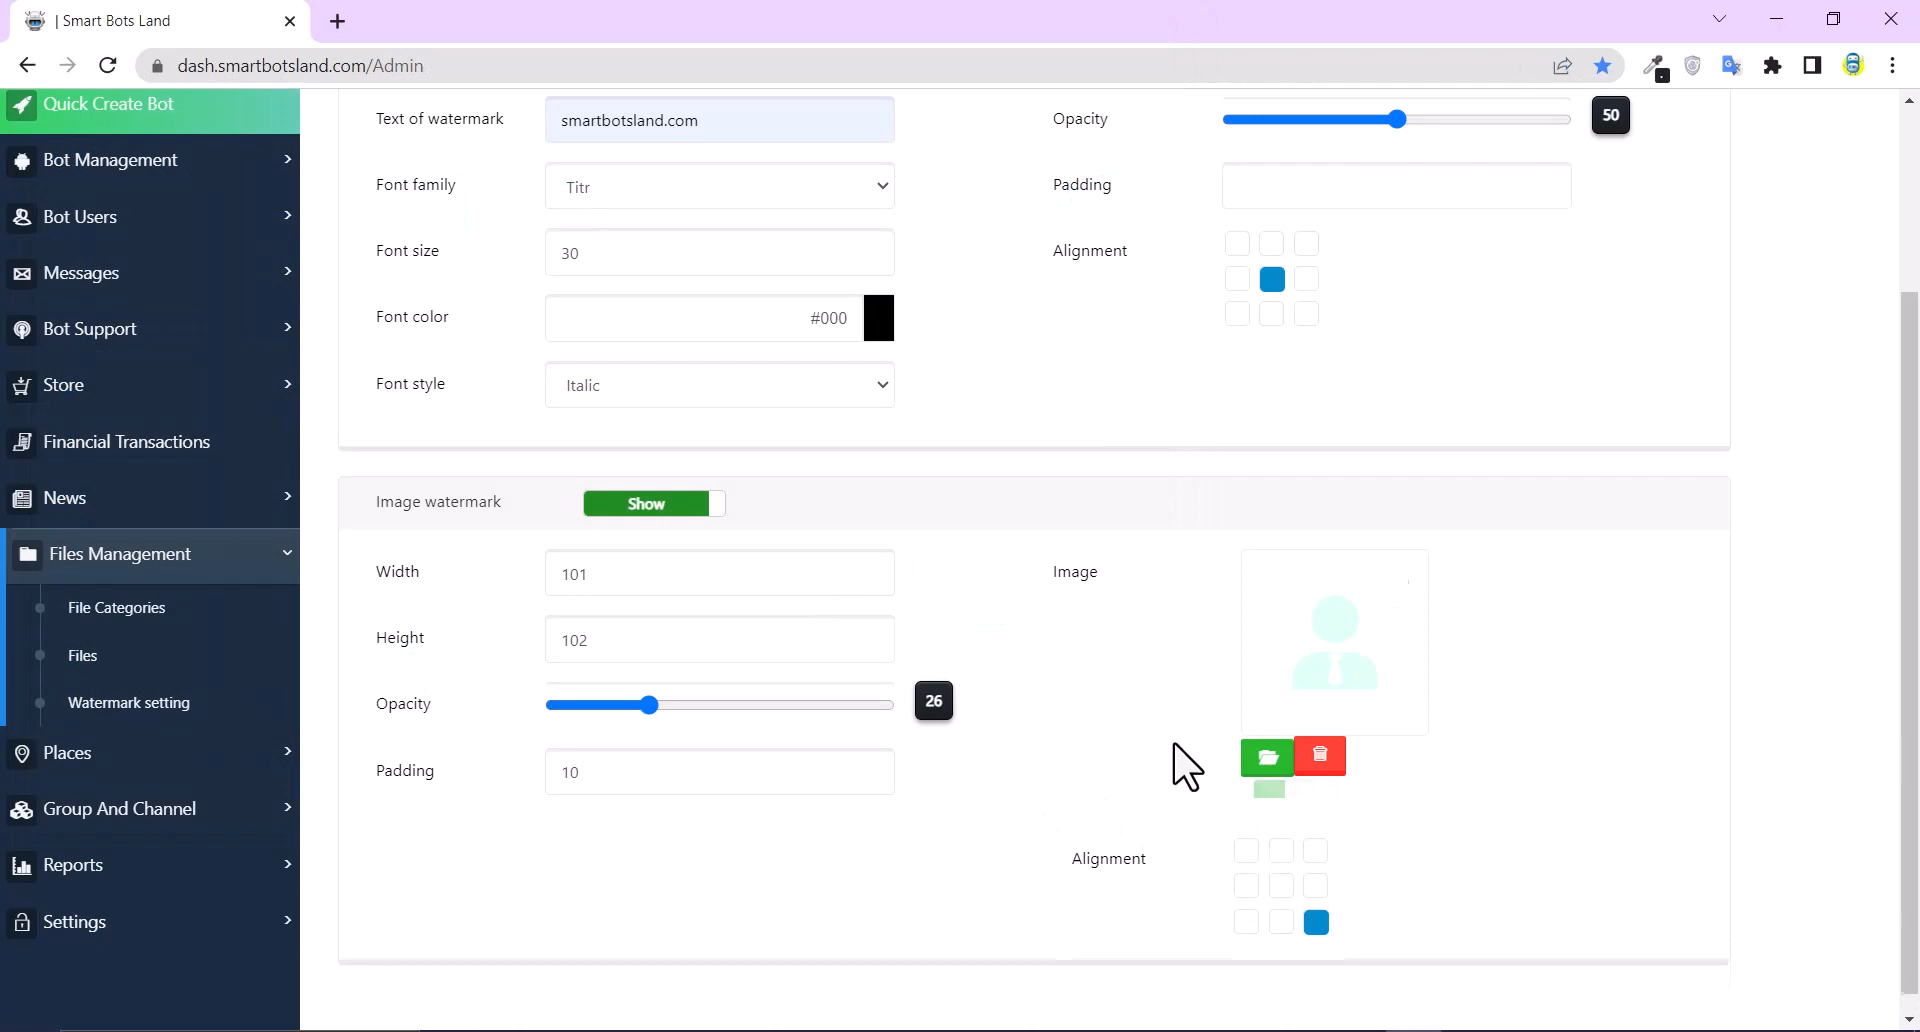 | Smart Bots Land
dash.smartbotsland.com/Admin
Quick Create Bot
Bot Management
Bot Users
Messages
Bot Support
Store
Financial Transactions
News
Files Management
File Categories
Files
Watermark setting
Places
Group And Channel
Reports
Settings
Text of watermark
smartbotsland.com
Opacity
50
Font family
Titr
Padding
Font size
30
Alignment
Font color
#000
Font style
Italic
Image watermark
Show
Width
101
Image
Height
102
Opacity
26
Padding
10
Alignment